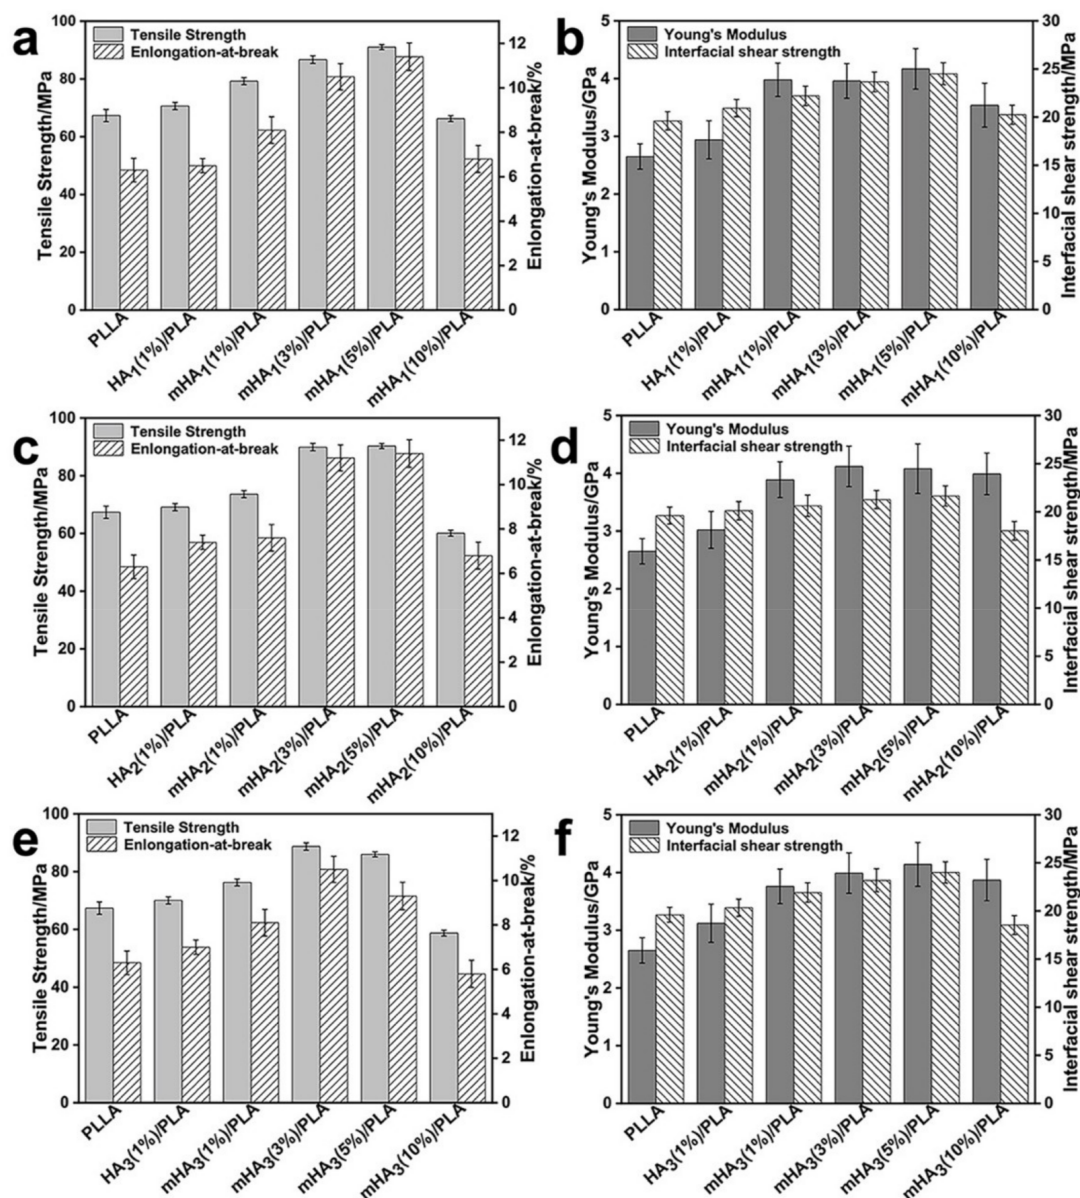 a
100
80
60
40
20
0
Tensile Strength/MPa
Tensile Strength
Enlongation-at-break
12
10
8
6
4
2
0
Enlongation-at-break/%
PLLA
HA₁(1%)/PLA
mHA₁(1%)/PLA
mHA₁(3%)/PLA
mHA₁(5%)/PLA
mHA₁(10%)/PLA
b
5
4
3
2
1
0
Young's Modulus/GPa
Young's Modulus
Interfacial shear strength
30
25
20
15
10
5
0
Interfacial shear strength/MPa
PLLA
HA₁(1%)/PLA
mHA₁(1%)/PLA
mHA₁(3%)/PLA
mHA₁(5%)/PLA
mHA₁(10%)/PLA
c
100
80
60
40
20
0
Tensile Strength/MPa
Tensile Strength
Enlongation-at-break
12
10
8
6
4
2
0
Enlongation-at-break/%
PLLA
HA₂(1%)/PLA
mHA₂(1%)/PLA
mHA₂(3%)/PLA
mHA₂(5%)/PLA
mHA₂(10%)/PLA
d
5
4
3
2
1
0
Young's Modulus/GPa
Young's Modulus
Interfacial shear strength
30
25
20
15
10
5
0
Interfacial shear strength/MPa
PLLA
HA₂(1%)/PLA
mHA₂(1%)/PLA
mHA₂(3%)/PLA
mHA₂(5%)/PLA
mHA₂(10%)/PLA
e
100
80
60
40
20
0
Tensile Strength/MPa
Tensile Strength
Enlongation-at-break
12
10
8
6
4
2
0
Enlongation-at-break/%
PLLA
HA₃(1%)/PLA
mHA₃(1%)/PLA
mHA₃(3%)/PLA
mHA₃(5%)/PLA
mHA₃(10%)/PLA
f
5
4
3
2
1
0
Young's Modulus/GPa
Young's Modulus
Interfacial shear strength
30
25
20
15
10
5
0
Interfacial shear strength/MPa
PLLA
HA₃(1%)/PLA
mHA₃(1%)/PLA
mHA₃(3%)/PLA
mHA₃(5%)/PLA
mHA₃(10%)/PLA